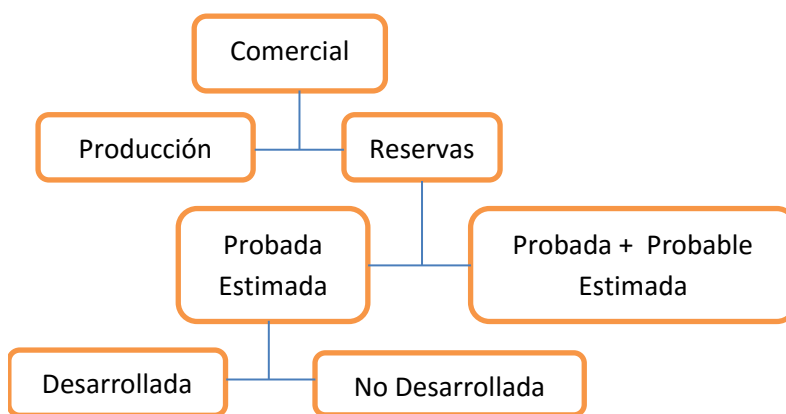 Comercial
Producción
Reservas
Probada
Estimada
Probada + Probable
Estimada
Desarrollada
No Desarrollada